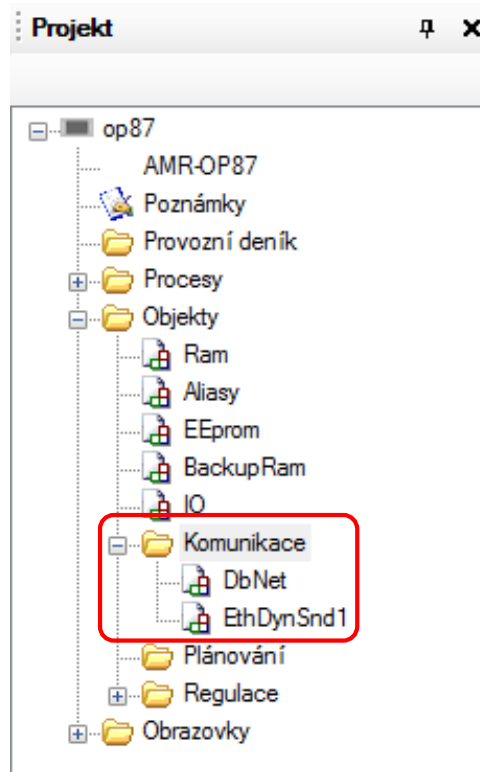 Projekt
op87
AMR-OP87
Poznámky
Provozní deník
Procesy
Objekty
Ram
Aliasy
EEprom
BackupRam
IO
Komunikace
DbNet
EthDynSnd1
Plánování
Regulace
Obrazovky